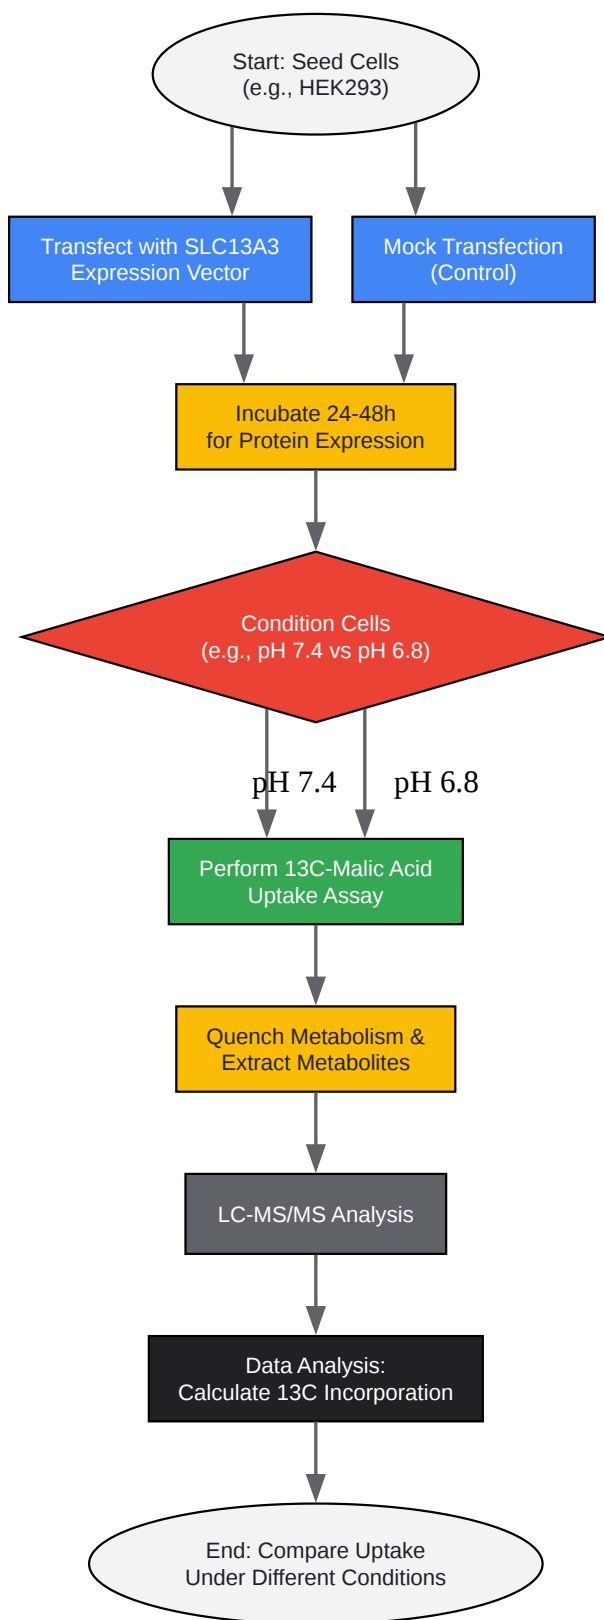 Start: Seed Cells
(e.g., HEK293)
Transfect with SLC13A3
Expression Vector
Mock Transfection
(Control)
Incubate 24-48h
for Protein Expression
Condition Cells
(e.g., pH 7.4 vs pH 6.8)
pH 7.4
pH 6.8
Perform 13C-Malic Acid
Uptake Assay
Quench Metabolism &
Extract Metabolites
LC-MS/MS Analysis
Data Analysis:
Calculate 13C Incorporation
End: Compare Uptake
Under Different Conditions